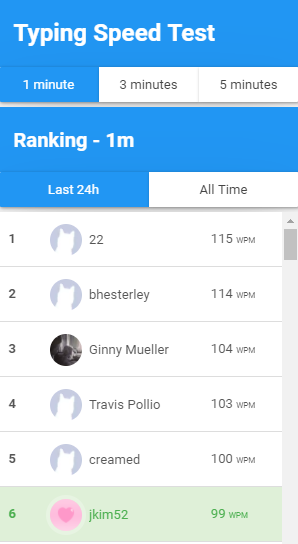 Typing Speed Test
1 minute 3 minutes 5 minutes
Ranking - 1m
Last 24h All Time
1 22 115 WPM
2 bhesterley 114 WPM
3 Ginny Mueller 104 WPM
4 Travis Pollio 103 WPM
5 creamed 100 WPM
6 jkim52 99 WPM